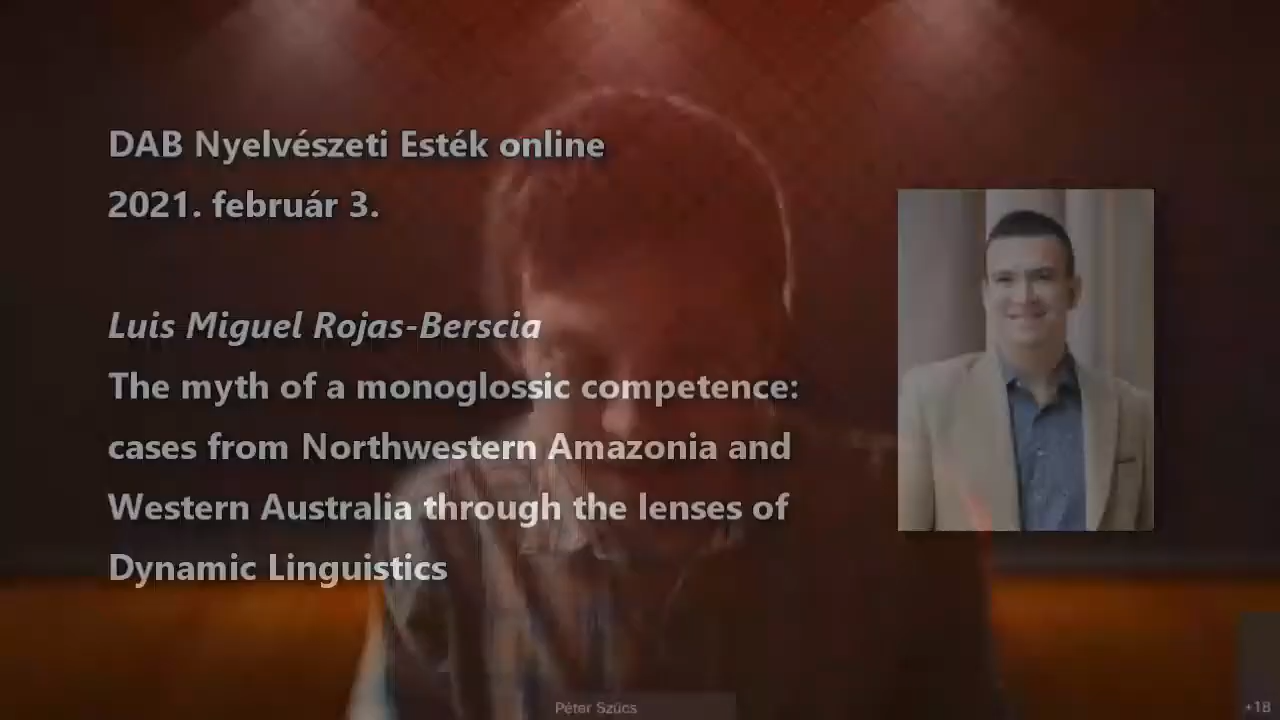 DAB Nyelvészeti Esték online
2021. február 3.
Luis Miguel Rojas-Berscia
The myth of a monoglossic competence:
cases from Northwestern Amazonia and
Western Australia through the lenses of
Dynamic Linguistics
Péter Szűcs
+18